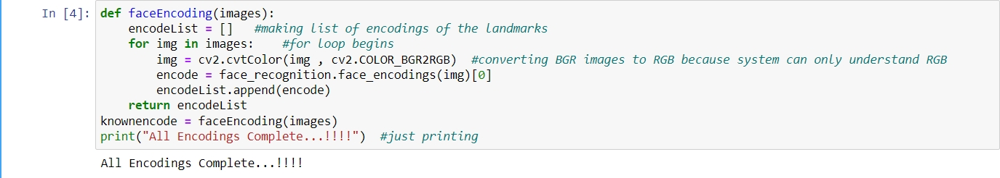 In [4]: def faceEncoding(images):
    encodeList = []   #making list of encodings of the landmarks
    for img in images:    #for loop begins
        img = cv2.cvtColor(img , cv2.COLOR_BGR2RGB)  #converting BGR images to RGB because system can only understand RGB
        encode = face_recognition.face_encodings(img)[0]
        encodeList.append(encode)
    return encodeList
knownencode = faceEncoding(images)
print("All Encodings Complete...!!!!")  #just printing
All Encodings Complete...!!!!